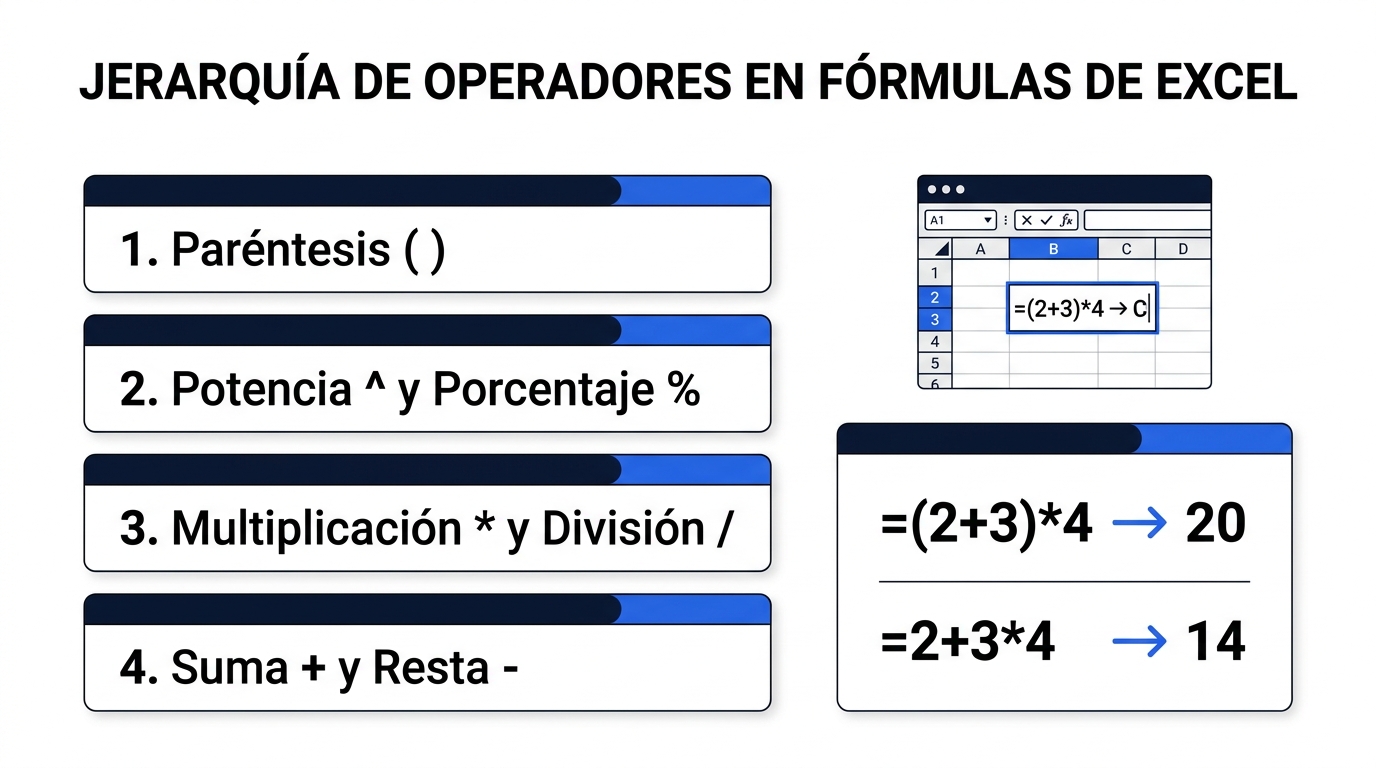 JERARQUÍA DE OPERADORES EN FÓRMULAS DE EXCEL
1. Paréntesis ( )
2. Potencia ^ y Porcentaje %
3. Multiplicación * y División /
4. Suma + y Resta -
A1 fx
A B C D
1
2
=(2+3)*4 → C
3
4
5
6
=(2+3)*4 → 20
=2+3*4 → 14